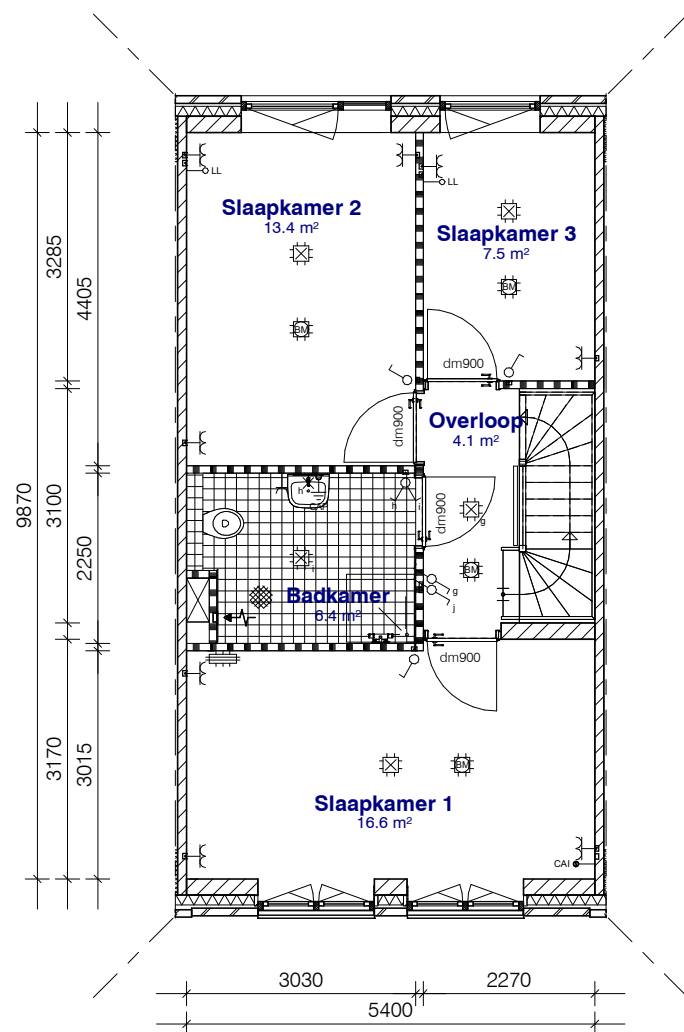 LL
LL
Slaapkamer 2
13.4 m²
Slaapkamer 3
7.5 m²
BM
BM
3285
4405
dm900
dm900
Overloop
4.1 m²
9870
3100
2250
h
h
i
dm900
g
i
BM
Badkamer
6.4 m²
g
j
dm900
3170
3015
BM
Slaapkamer 1
16.6 m²
CAI
3030
2270
5400